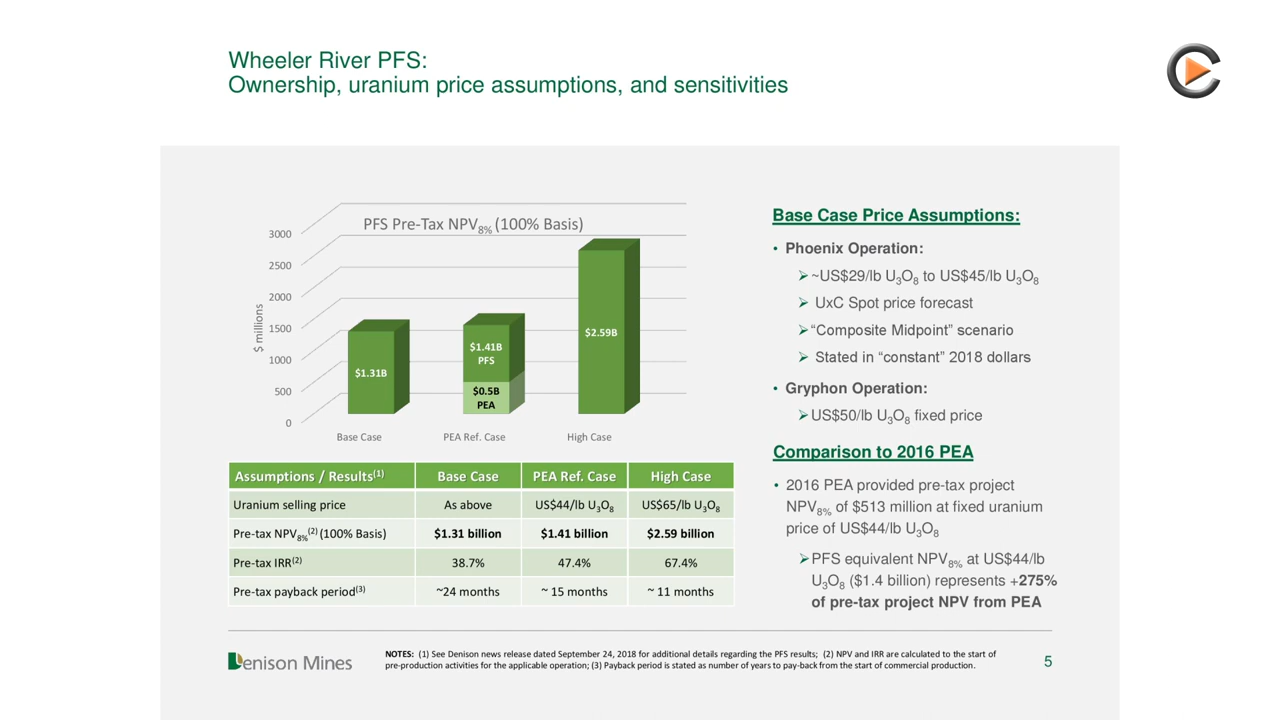 Wheeler River PFS:
Ownership, uranium price assumptions, and sensitivities
PFS Pre-Tax NPV8% (100% Basis)
$ millions
3000
2500
2000
1500
1000
500
0
$1.31B
$1.41B
PFS
$0.5B
PEA
$2.59B
Base Case
PEA Ref. Case
High Case
Assumptions / Results(1) Base Case PEA Ref. Case High Case
Uranium selling price As above US$44/lb U3O8 US$65/lb U3O8
Pre-tax NPV8%(2) (100% Basis) $1.31 billion $1.41 billion $2.59 billion
Pre-tax IRR(2) 38.7% 47.4% 67.4%
Pre-tax payback period(3) ~24 months ~ 15 months ~ 11 months
Base Case Price Assumptions:
• Phoenix Operation:
➢ ~US$29/lb U3O8 to US$45/lb U3O8
➢ UxC Spot price forecast
➢ “Composite Midpoint” scenario
➢ Stated in “constant” 2018 dollars
• Gryphon Operation:
➢ US$50/lb U3O8 fixed price
Comparison to 2016 PEA
• 2016 PEA provided pre-tax project
NPV8% of $513 million at fixed uranium
price of US$44/lb U3O8
➢ PFS equivalent NPV8% at US$44/lb
U3O8 ($1.4 billion) represents +275%
of pre-tax project NPV from PEA
Denison Mines
NOTES: (1) See Denison news release dated September 24, 2018 for additional details regarding the PFS results; (2) NPV and IRR are calculated to the start of
pre-production activities for the applicable operation; (3) Payback period is stated as number of years to pay-back from the start of commercial production.
5